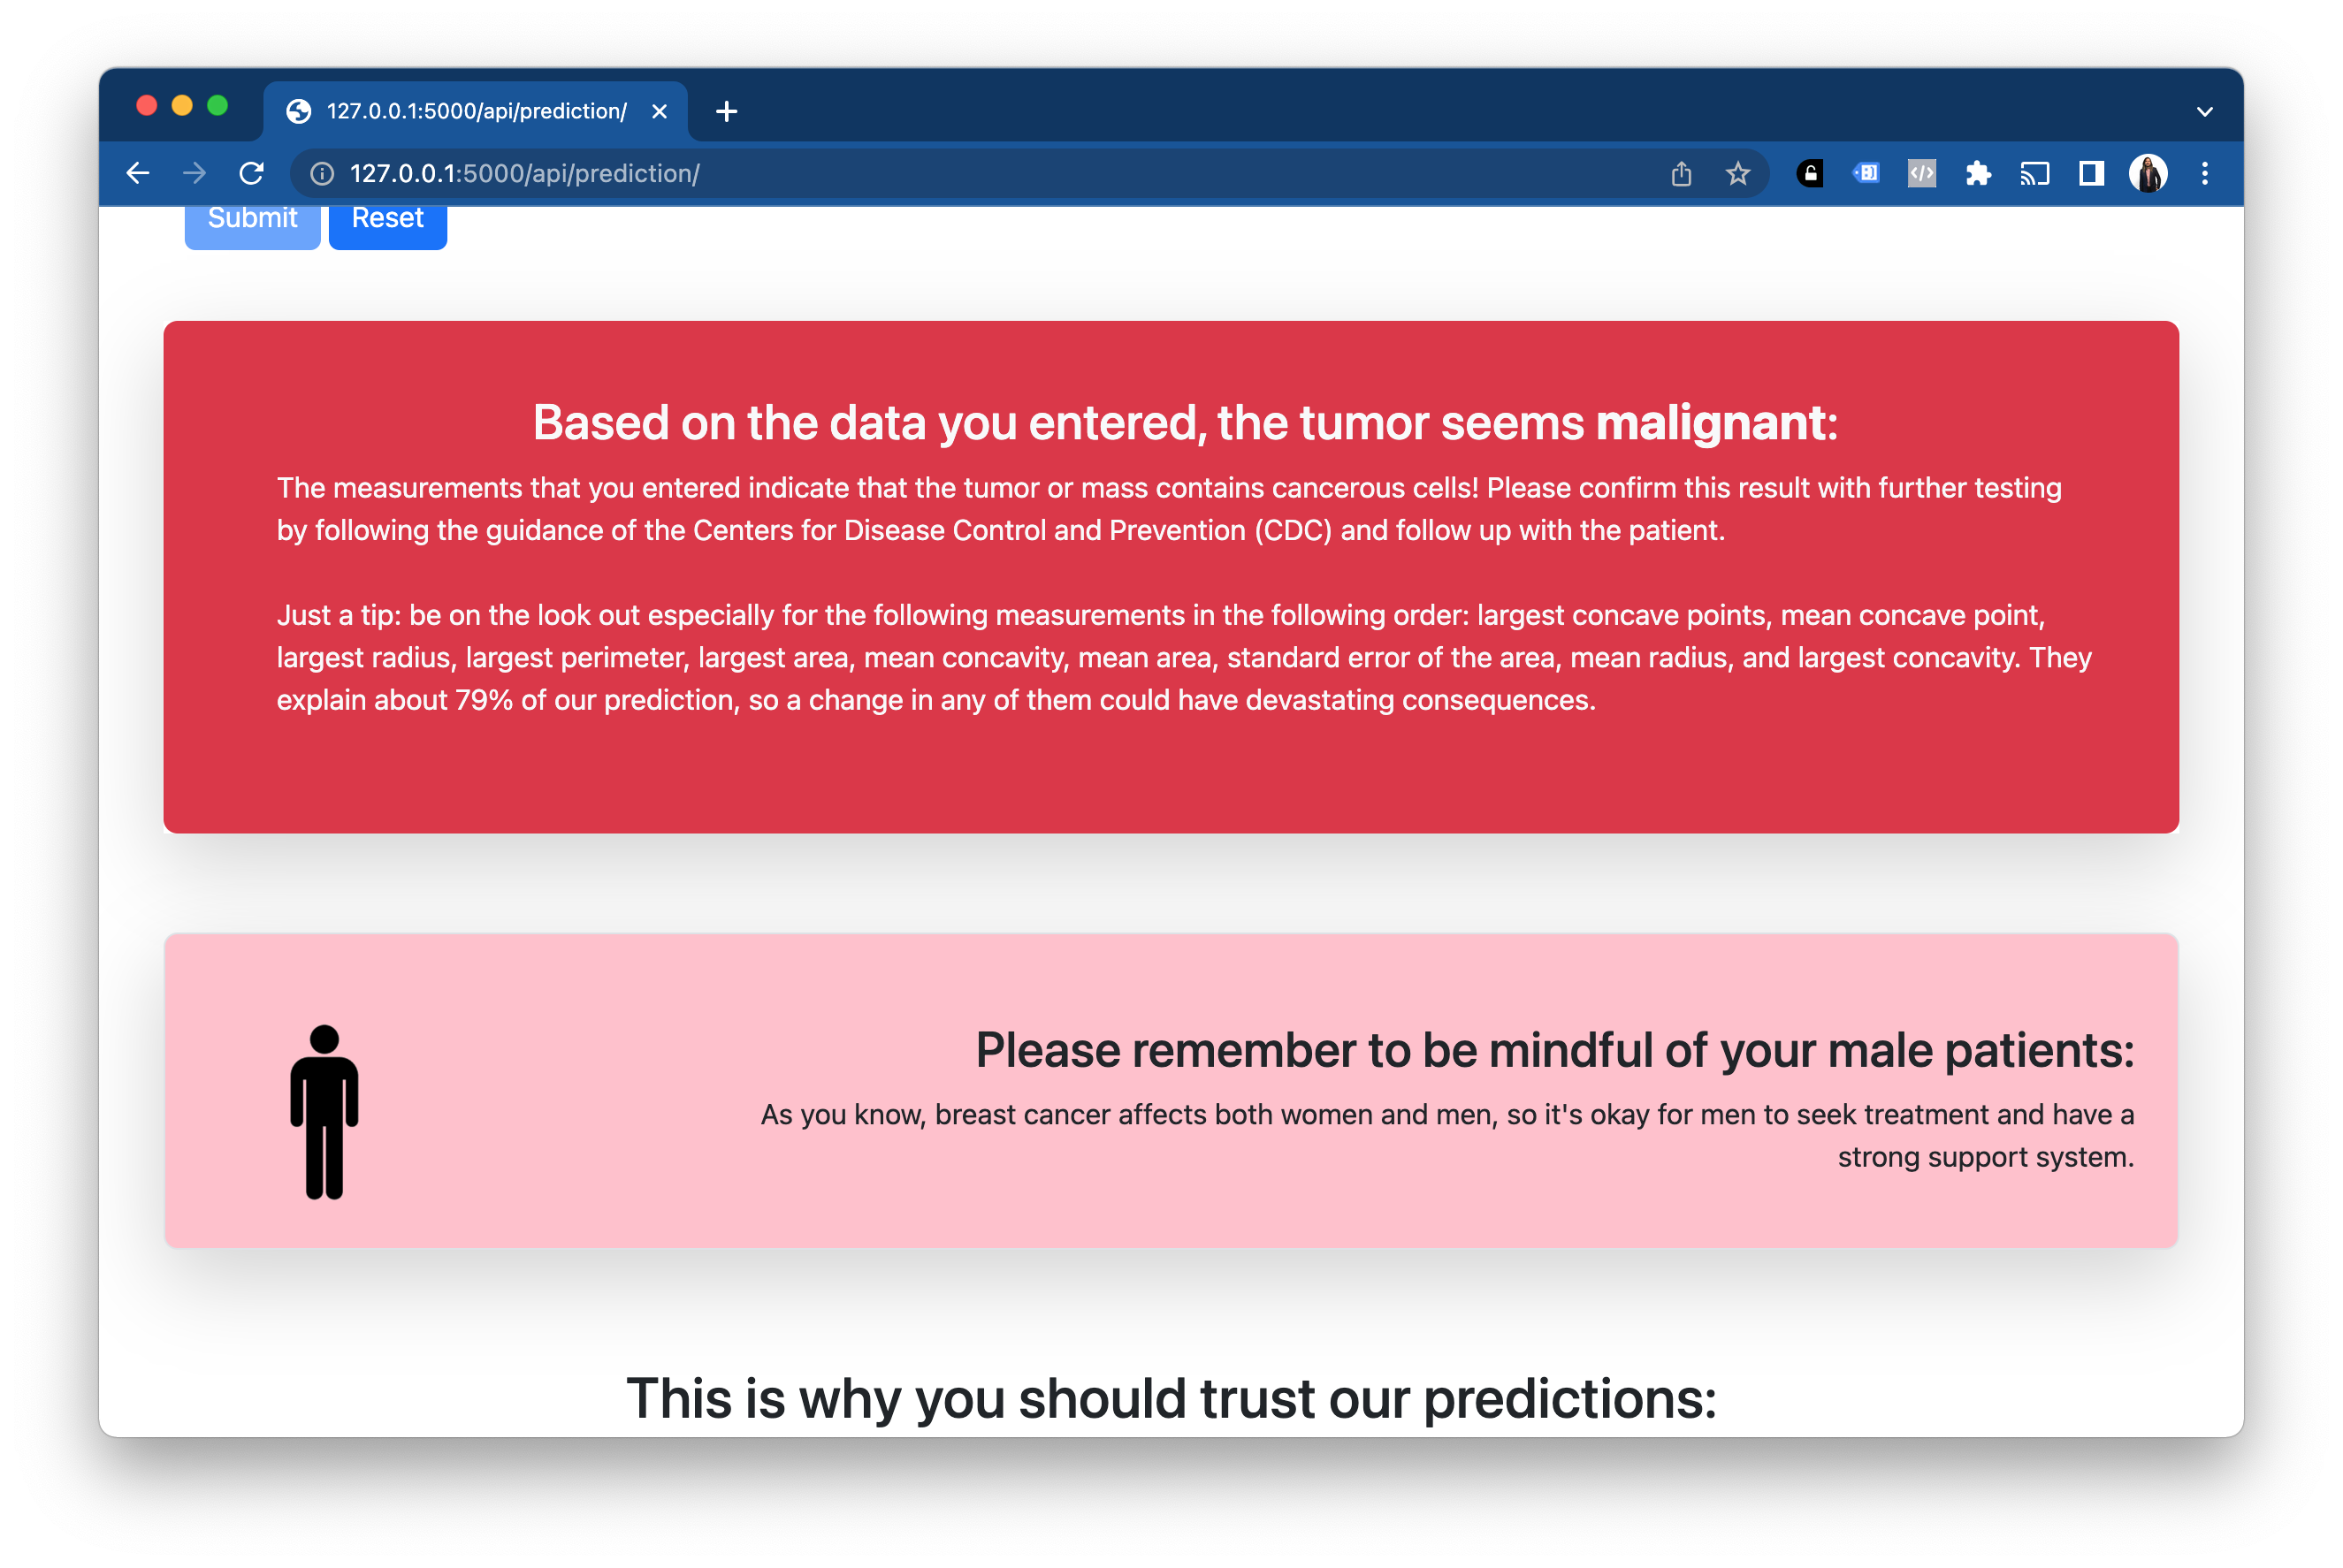 127.0.0.1:5000/api/prediction/
127.0.0.1:5000/api/prediction/
Submit Reset
Based on the data you entered, the tumor seems malignant:
The measurements that you entered indicate that the tumor or mass contains cancerous cells! Please confirm this result with further testing
by following the guidance of the Centers for Disease Control and Prevention (CDC) and follow up with the patient.
Just a tip: be on the look out especially for the following measurements in the following order: largest concave points, mean concave point,
largest radius, largest perimeter, largest area, mean concavity, mean area, standard error of the area, mean radius, and largest concavity. They
explain about 79% of our prediction, so a change in any of them could have devastating consequences.
Please remember to be mindful of your male patients:
As you know, breast cancer affects both women and men, so it's okay for men to seek treatment and have a
strong support system.
This is why you should trust our predictions: